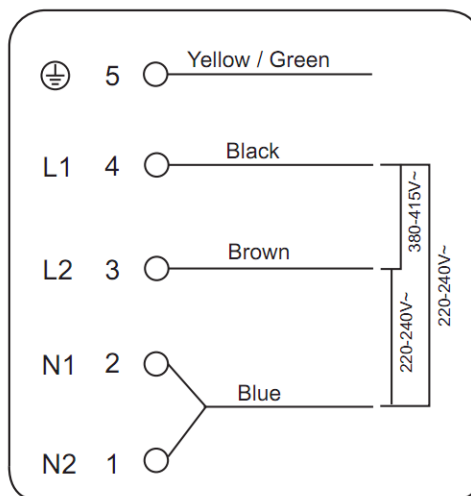 5 Yellow / Green
L1 4 Black
L2 3 Brown
N1 2
Blue
N2 1
380-415V~
220-240V~
220-240V~